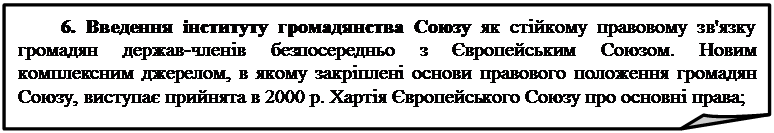 6. Введення інституту громадянства Союзу як стійкому правовому зв'язку
громадян держав-членів безпосередньо з Європейським Союзом. Новим
комплексним джерелом, в якому закріплені основи правового положення громадян
Союзу, виступає прийнята в 2000 р. Хартія Європейського Союзу про основні права;